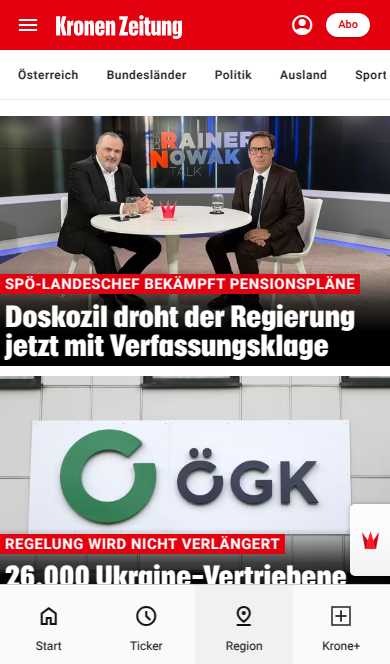 Kronen Zeitung
Abo
Österreich Bundesländer Politik Ausland Sport
RAINER
NOWAK
TALK
SPÖ-LANDESCHEF BEKÄMPFT PENSIONSPLÄNE
Doskozil droht der Regierung
jetzt mit Verfassungsklage
ÖGK
REGELUNG WIRD NICHT VERLÄNGERT
26.000 Ukraine-Vertriebene
Start Ticker Region Krone+